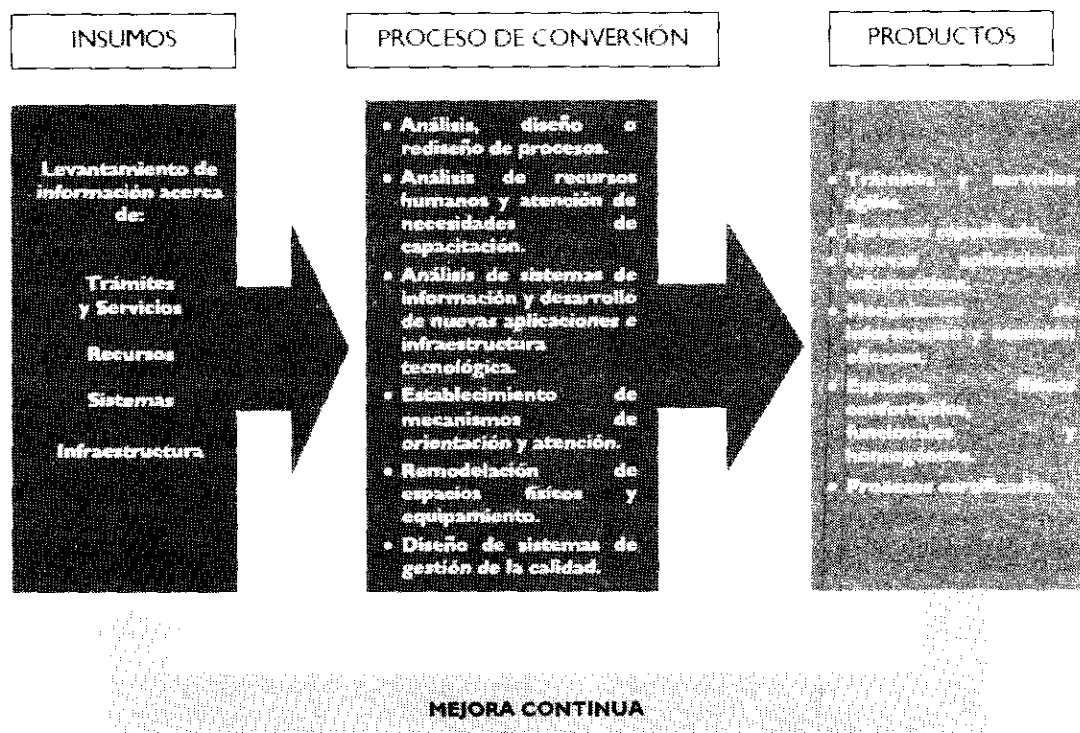 INSUMOS
PROCESO DE CONVERSIÓN
PRODUCTOS
Levantamiento de
información acerca
de:
Trámites
y Servicios
Recursos
Sistemas
Infraestructura
• Análisis, diseño o
rediseño de procesos.
• Análisis de recursos
humanos y atención de
necesidades de
capacitación.
• Análisis de sistemas de
información y desarrollo
de nuevas aplicaciones e
infraestructura
tecnológica.
• Establecimiento de
mecanismos de
orientación y atención.
• Remodelación de
espacios físicos y
equipamiento.
• Diseño de sistemas de
gestión de la calidad.
• Trámites y servicios
ágiles.
• Personal capacitado.
• Nuevas aplicaciones
informáticas.
• Mecanismos de
orientación y atención
eficaces.
• Espacios físicos
confortables,
funcionales y
homogéneos.
• Procesos certificados.
MEJORA CONTINUA